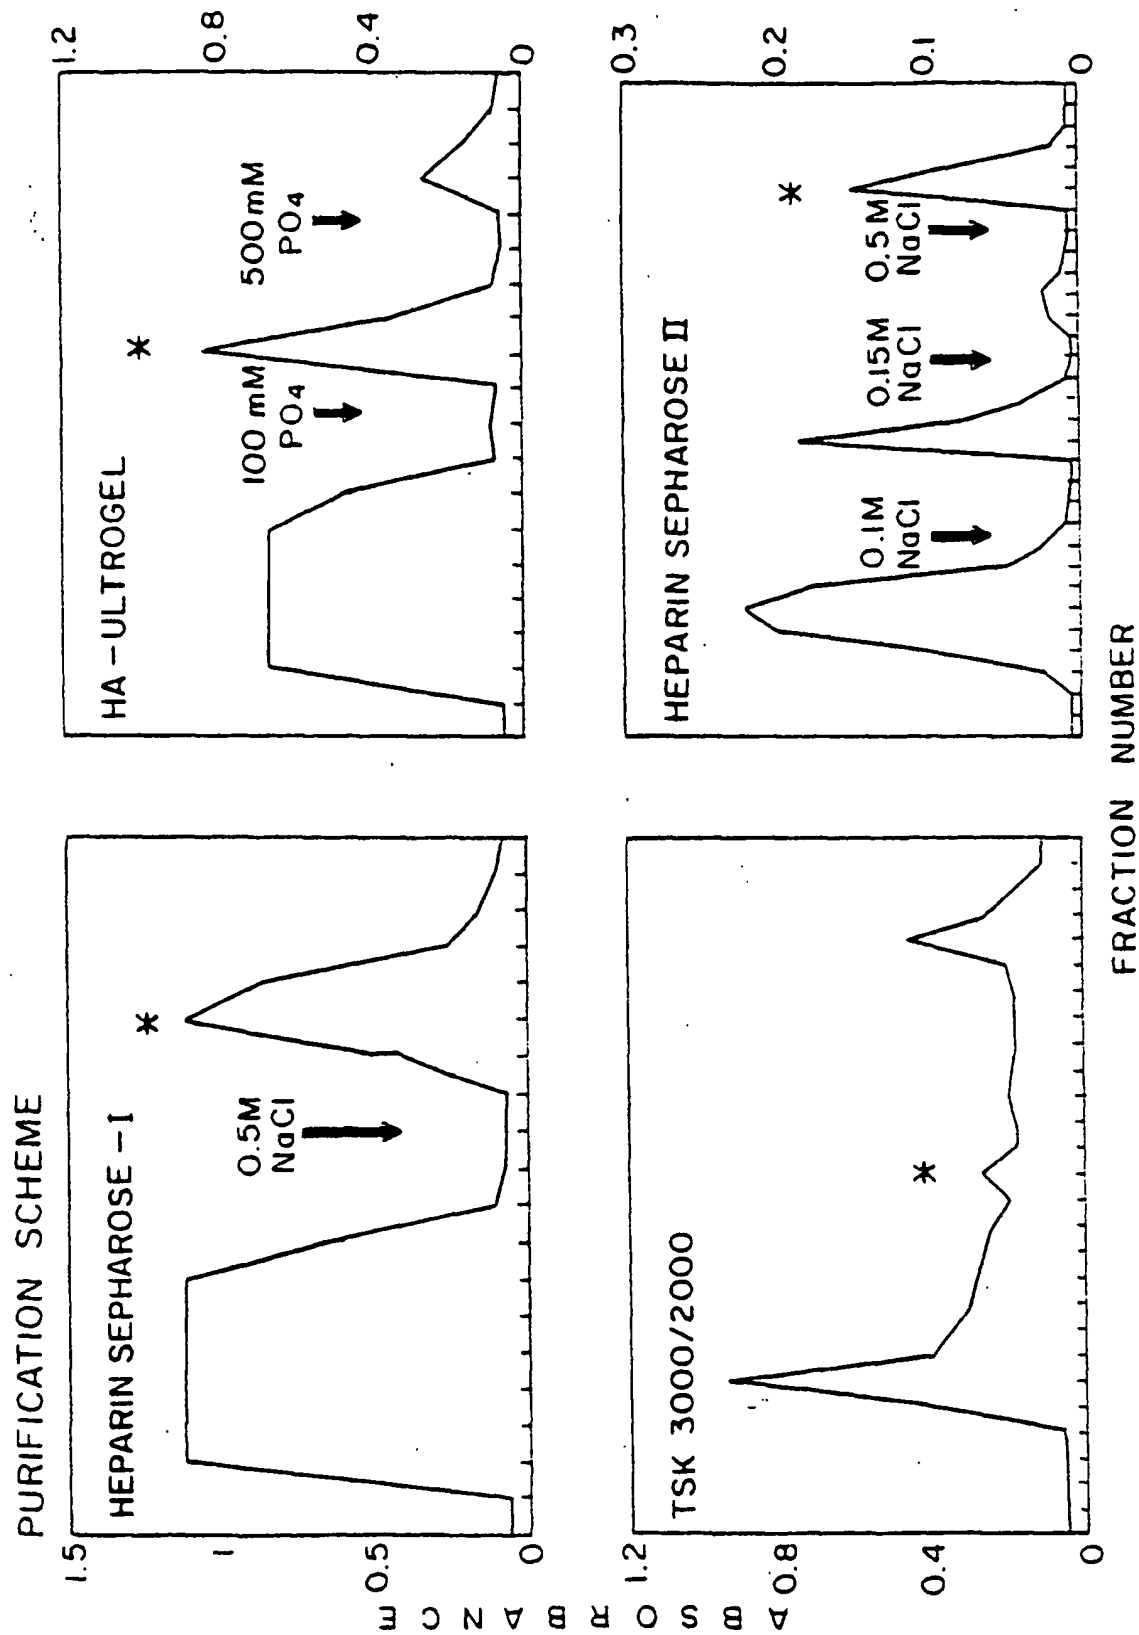 PURIFICATION SCHEME
HEPARIN SEPHAROSE - I
0.5M
NaCl
*
1.5
1
0.5
0
HA-ULTROGEL
100 mM
PO4
*
500mM
PO4
1.2
0.8
0.4
0
TSK 3000/2000
*
1.2
0.8
0.4
0
HEPARIN SEPHAROSE II
0.1M
NaCl
0.15M
NaCl
0.5M
NaCl
*
0.3
0.2
0.1
0
ABSORBANCE
FRACTION NUMBER